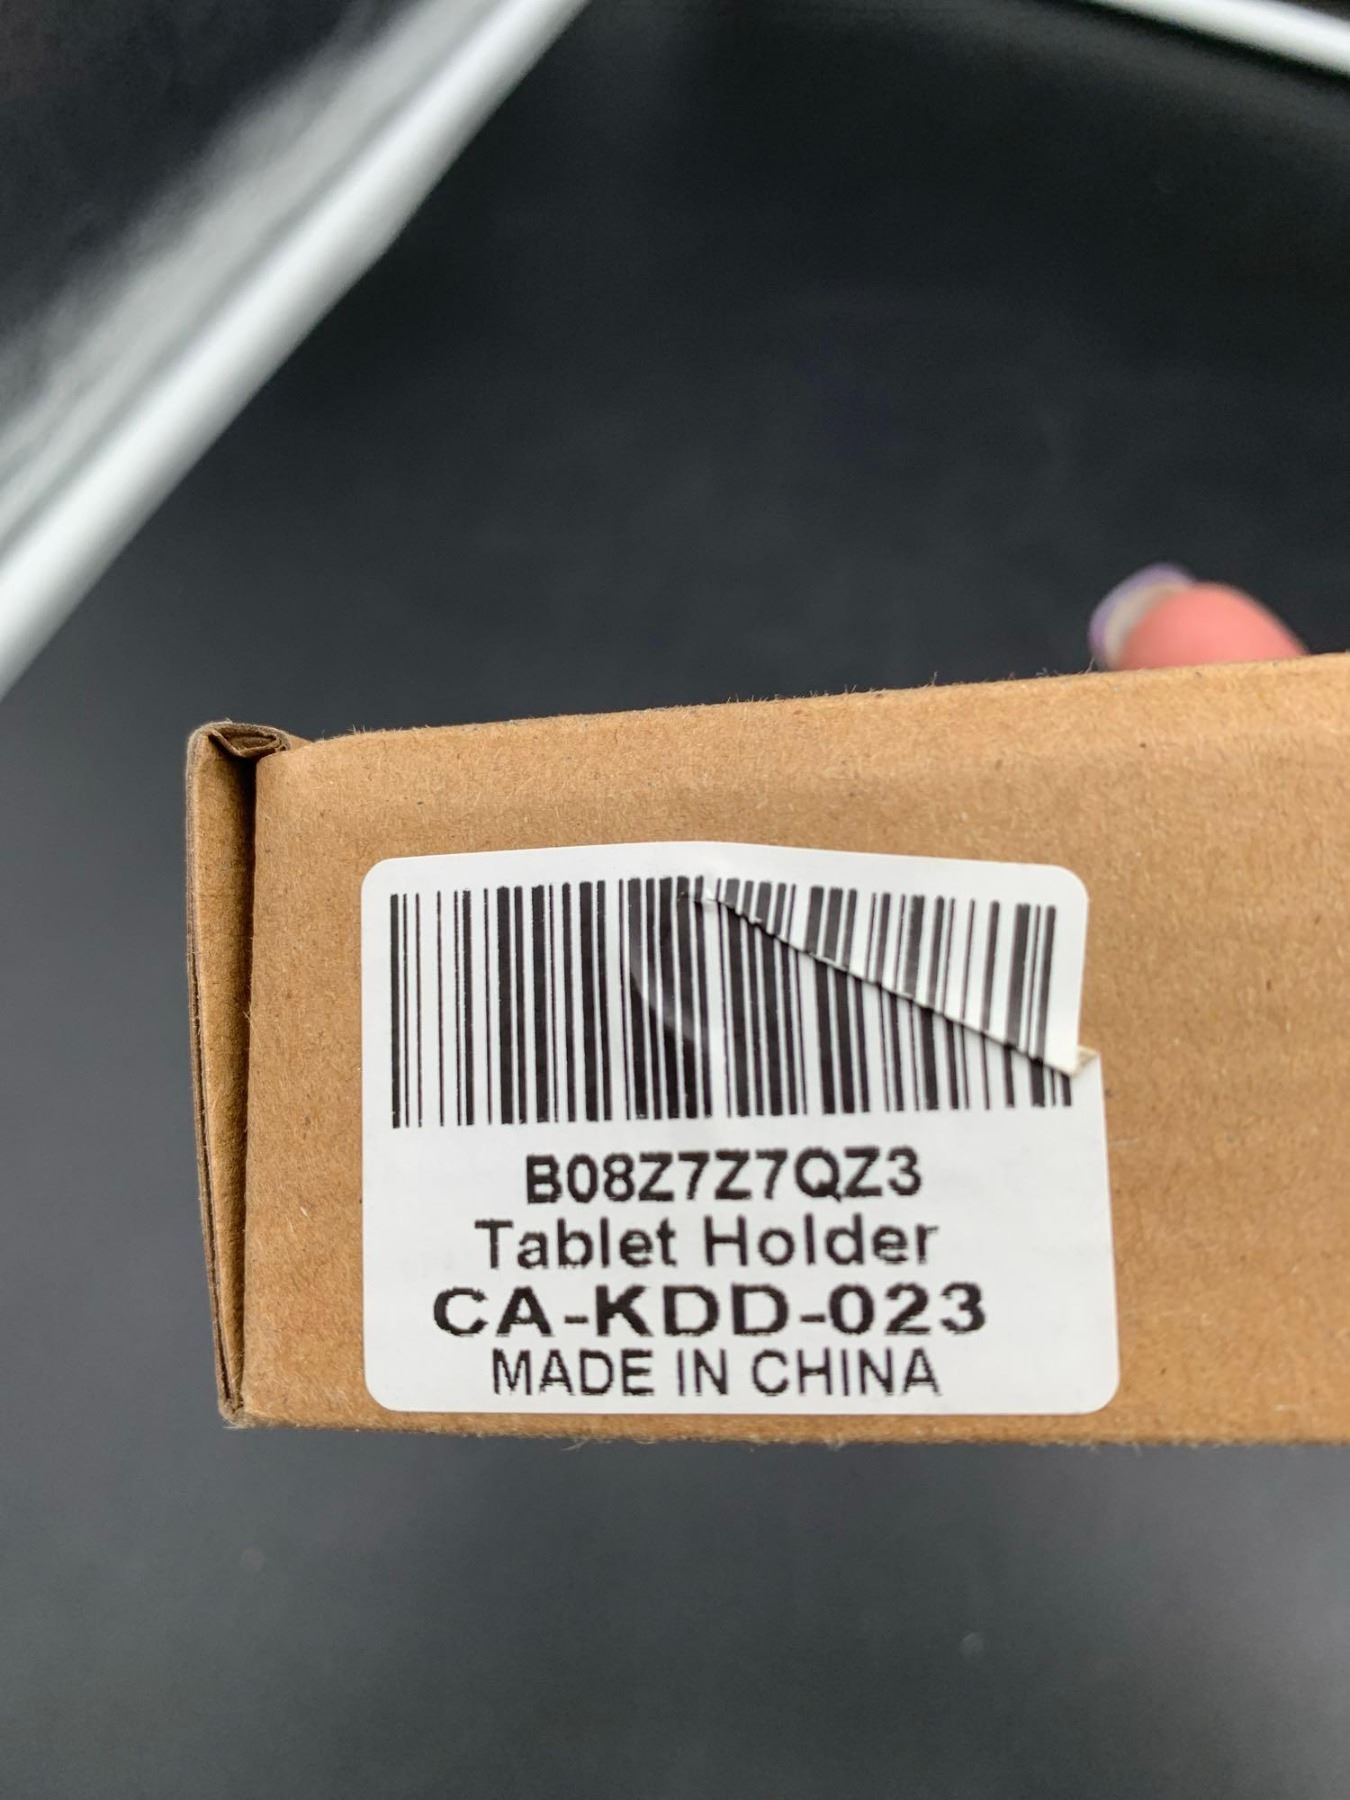 B08Z7Z7QZ3
Tablet Holder
CA-KDD-023
MADE IN CHINA